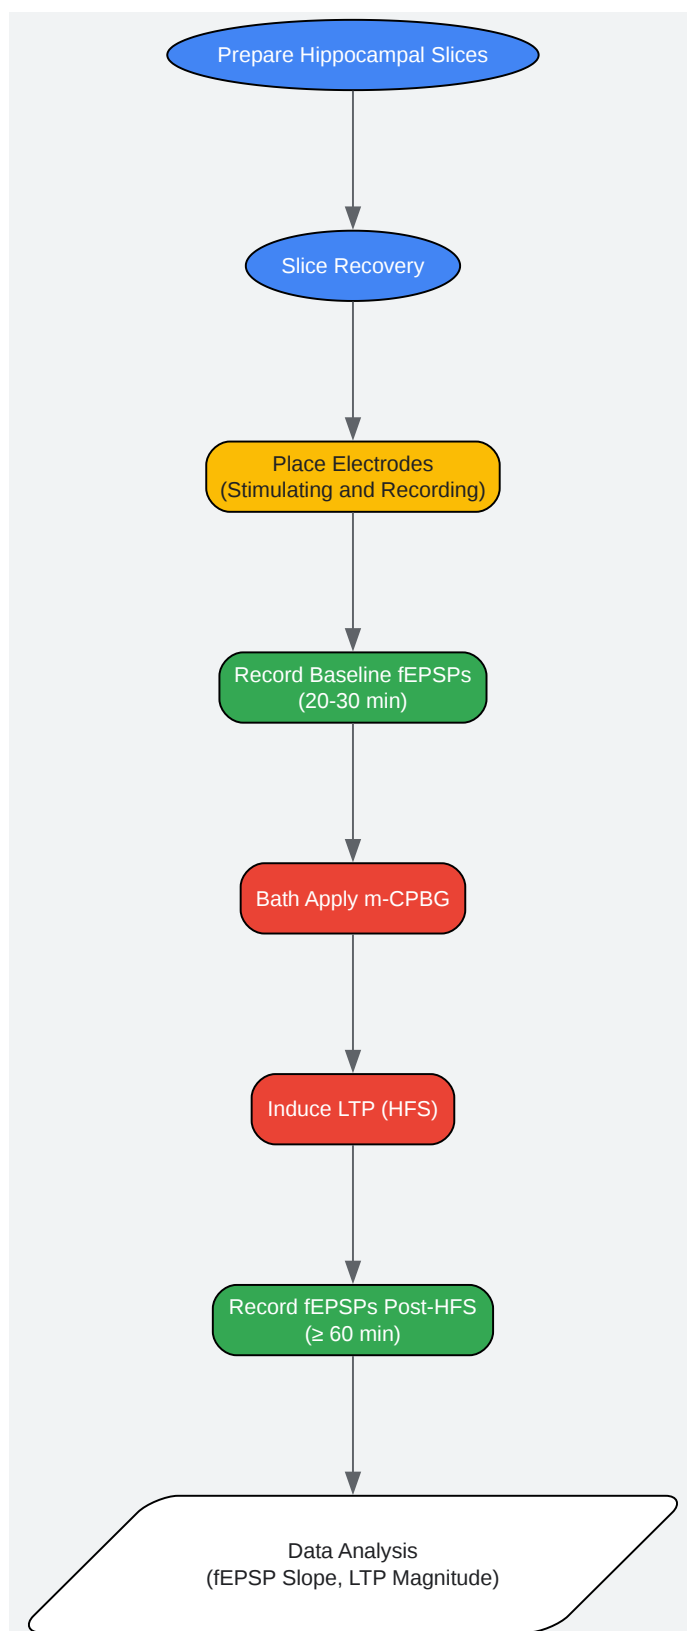 Prepare Hippocampal Slices
Slice Recovery
Place Electrodes
(Stimulating and Recording)
Record Baseline fEPSPs
(20-30 min)
Bath Apply m-CPBG
Induce LTP (HFS)
Record fEPSPs Post-HFS
(≥ 60 min)
Data Analysis
(fEPSP Slope, LTP Magnitude)